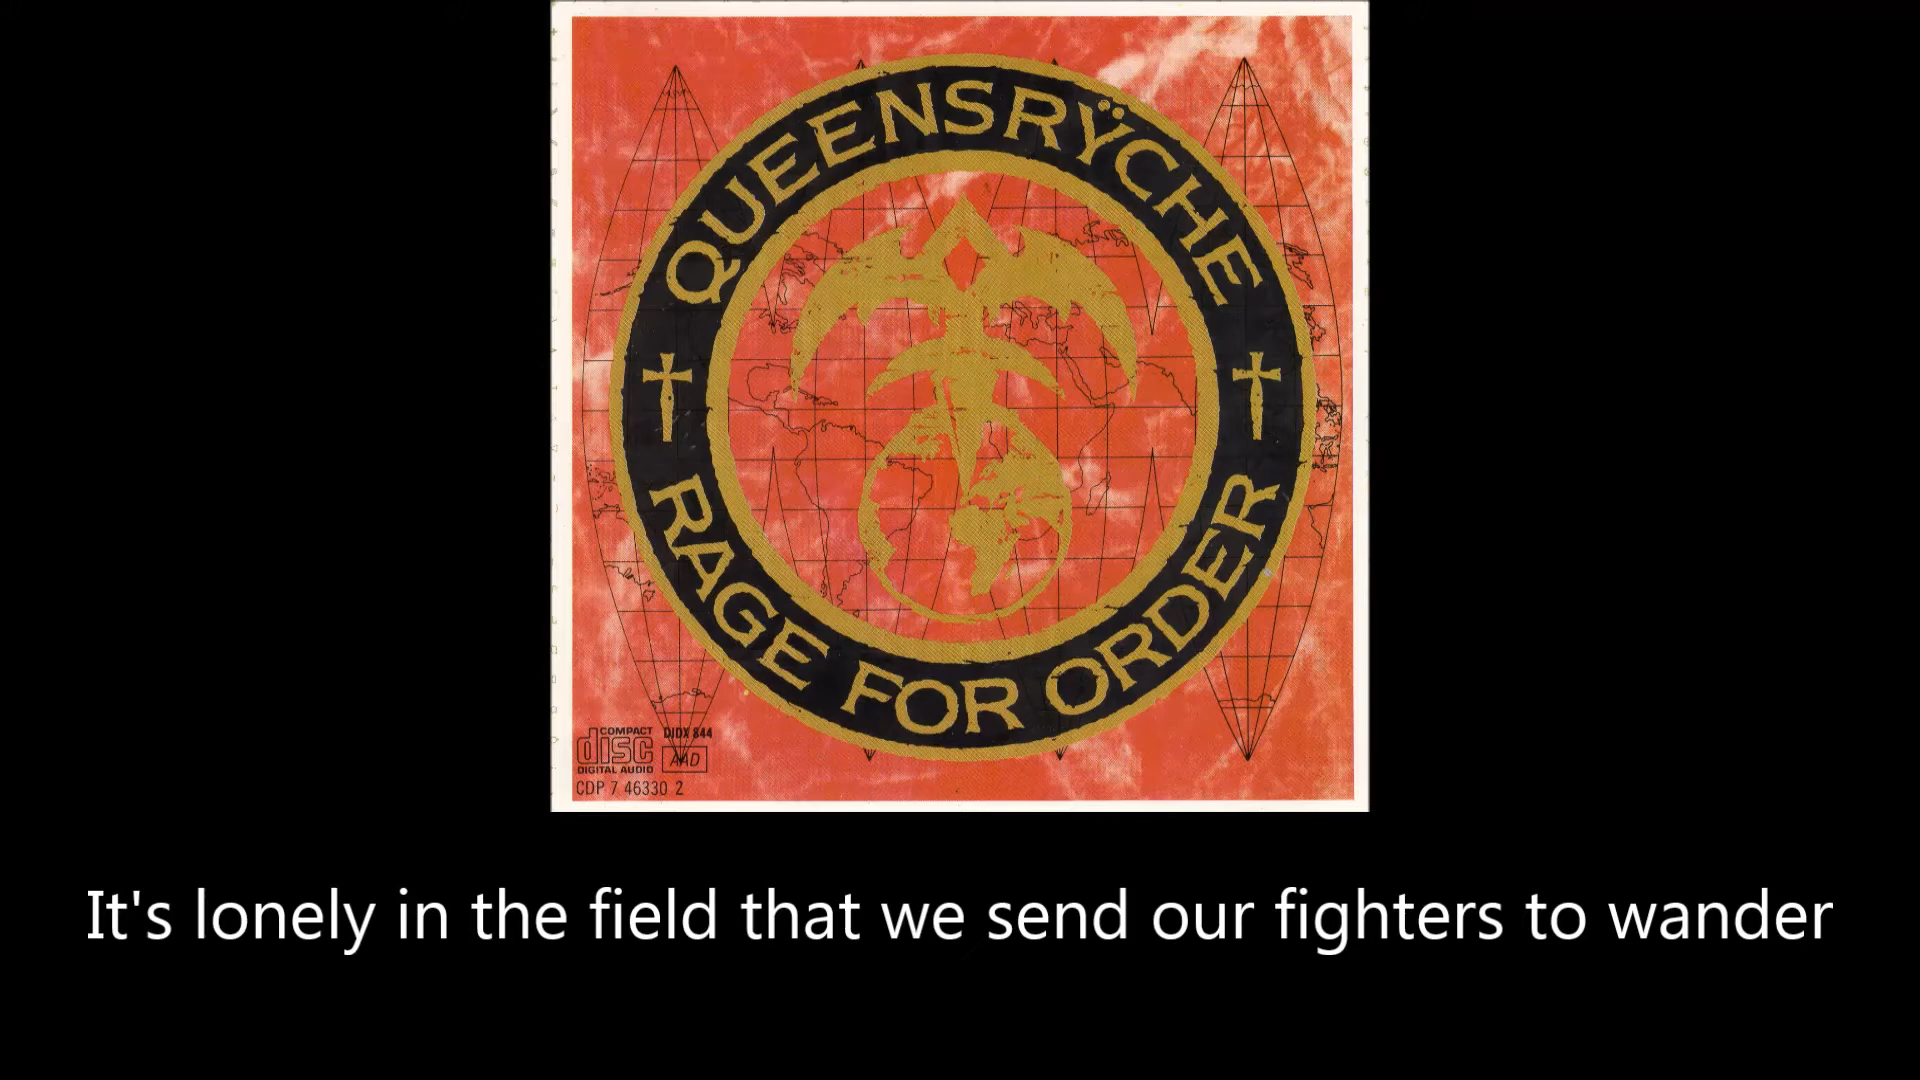 QUEENSRŸCHE
RAGE FOR ORDER
COMPACT
disc
DIGITAL AUDIO
DIDX 844
AAD
CDP 7 46330 2
It's lonely in the field that we send our fighters to wander